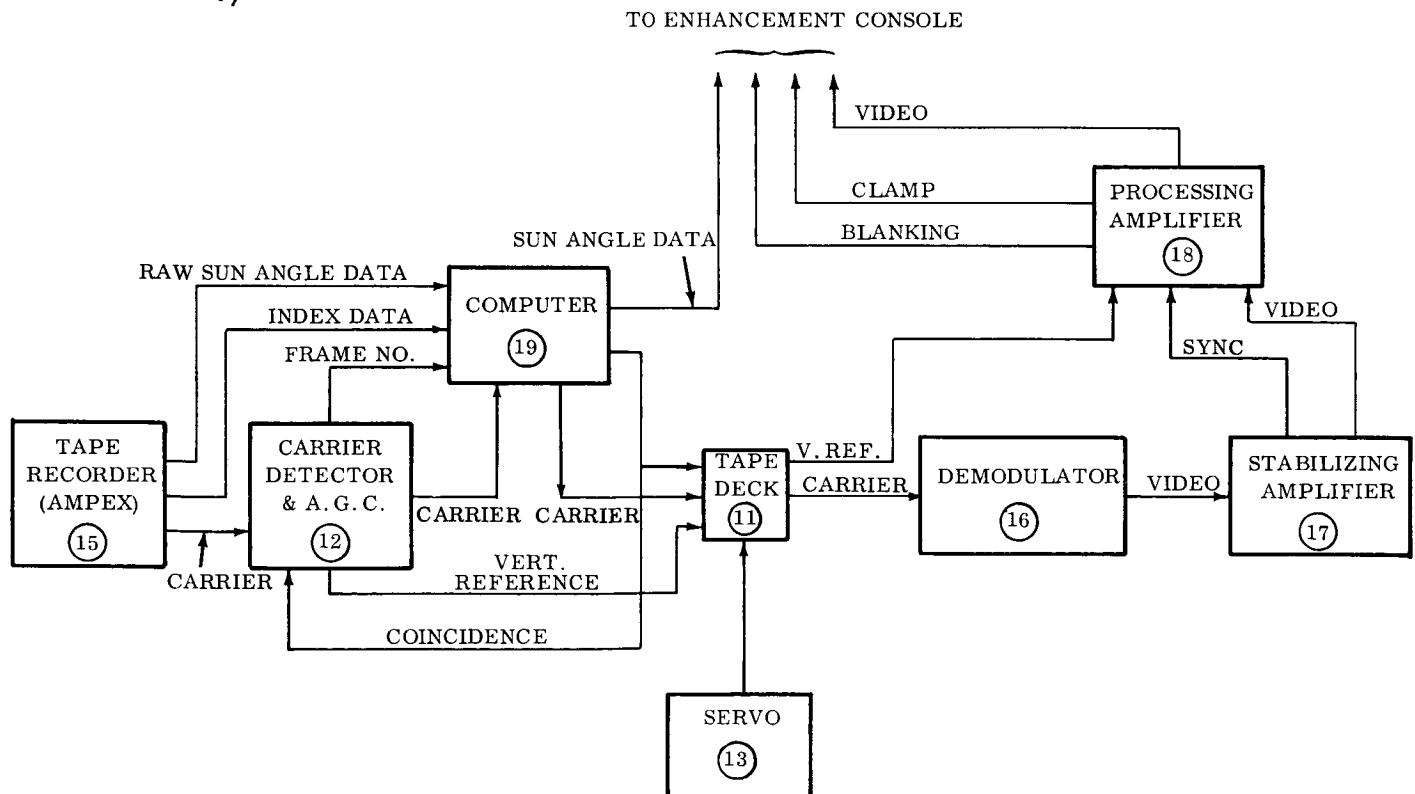 TO ENHANCEMENT CONSOLE
VIDEO
CLAMP
BLANKING
PROCESSING
AMPLIFIER
18
SUN ANGLE DATA
RAW SUN ANGLE DATA
INDEX DATA
FRAME NO.
COMPUTER
19
VIDEO
SYNC
TAPE
RECORDER
(AMPEX)
15
CARRIER
CARRIER
DETECTOR
& A.G.C.
12
CARRIER
CARRIER
VERT.
REFERENCE
COINCIDENCE
TAPE
DECK
11
V. REF.
CARRIER
DEMODULATOR
16
VIDEO
STABILIZING
AMPLIFIER
17
SERVO
13